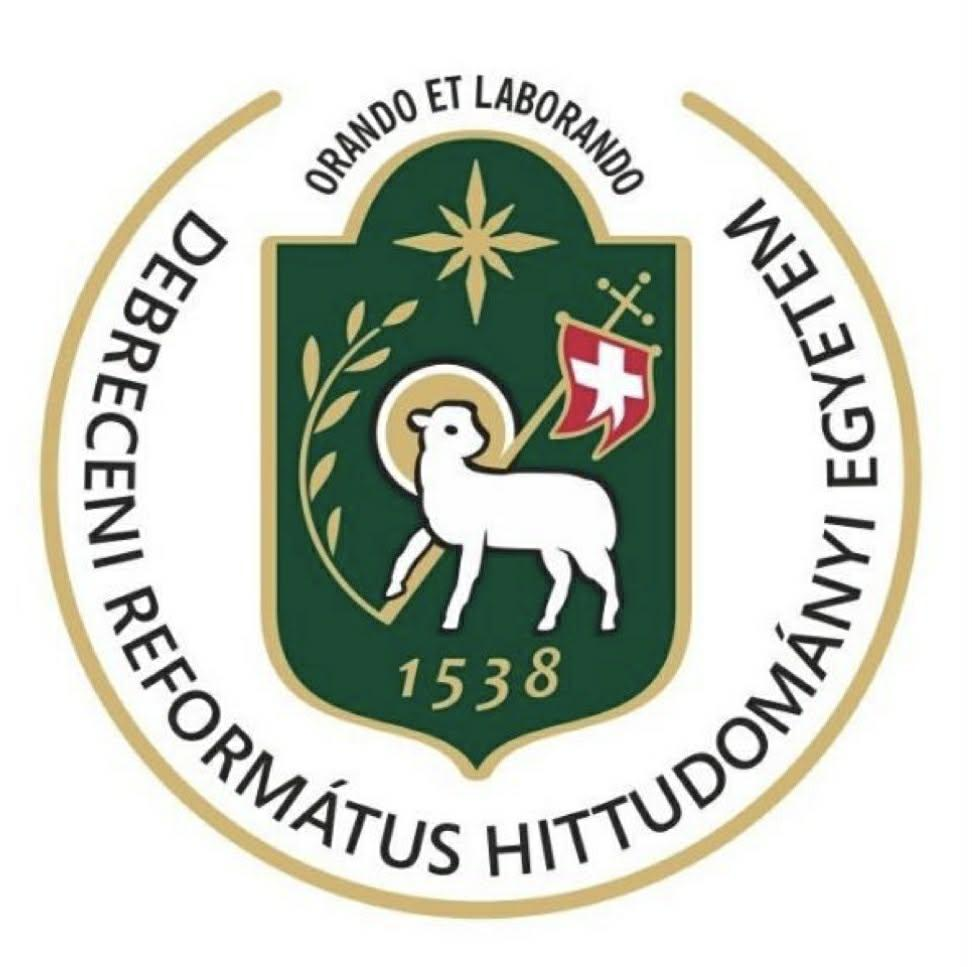 ORANDO ET LABORANDO
DEBRECENI REFORMÁTUS HITTUDOMÁNYI EGYETEM
1538